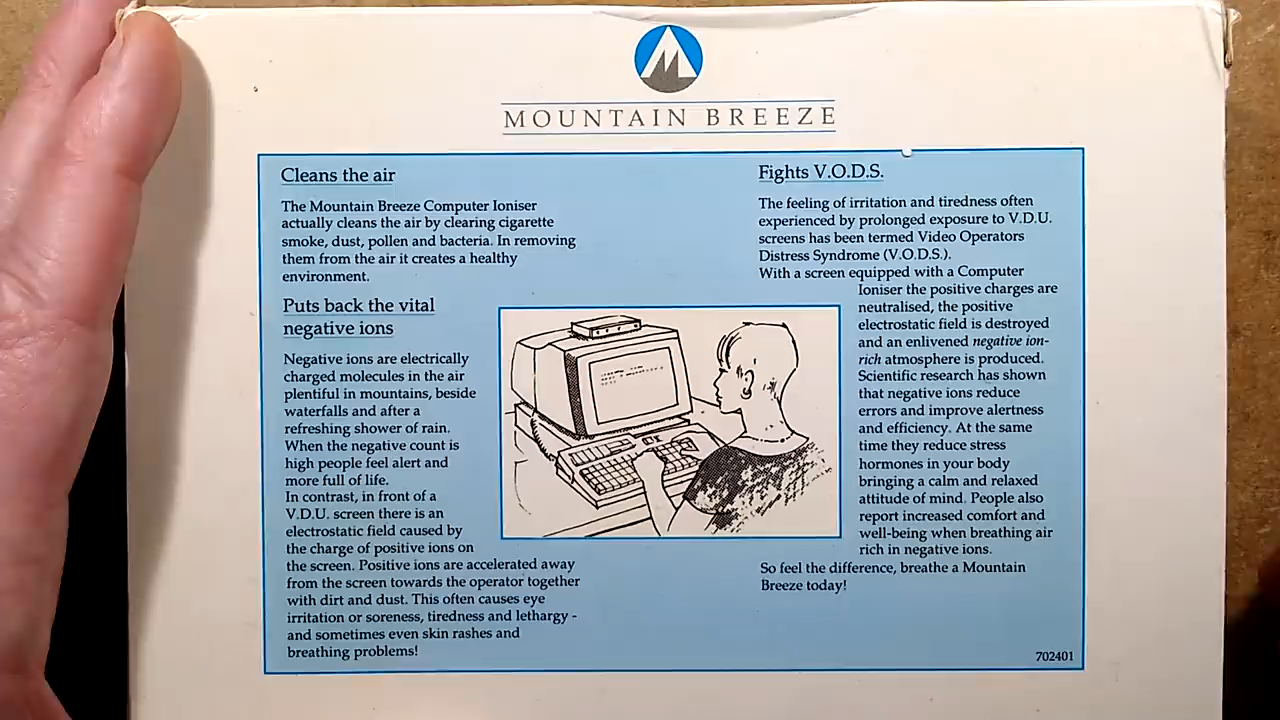 MOUNTAIN BREEZE
Cleans the air
The Mountain Breeze Computer Ioniser
actually cleans the air by clearing cigarette
smoke, dust, pollen and bacteria. In removing
them from the air it creates a healthy
environment.
Puts back the vital
negative ions
Negative ions are electrically
charged molecules in the air
plentiful in mountains, beside
waterfalls and after a
refreshing shower of rain.
When the negative count is
high people feel alert and
more full of life.
In contrast, in front of a
V.D.U. screen there is an
electrostatic field caused by
the charge of positive ions on
the screen. Positive ions are accelerated away
from the screen towards the operator together
with dirt and dust. This often causes eye
irritation or soreness, tiredness and lethargy -
and sometimes even skin rashes and
breathing problems!
Fights V.O.D.S.
The feeling of irritation and tiredness often
experienced by prolonged exposure to V.D.U.
screens has been termed Video Operators
Distress Syndrome (V.O.D.S.).
With a screen equipped with a Computer
Ioniser the positive charges are
neutralised, the positive
electrostatic field is destroyed
and an enlivened negative ion-
rich atmosphere is produced.
Scientific research has shown
that negative ions reduce
errors and improve alertness
and efficiency. At the same
time they reduce stress
hormones in your body
bringing a calm and relaxed
attitude of mind. People also
report increased comfort and
well-being when breathing air
rich in negative ions.
So feel the difference, breathe a Mountain
Breeze today!
702401